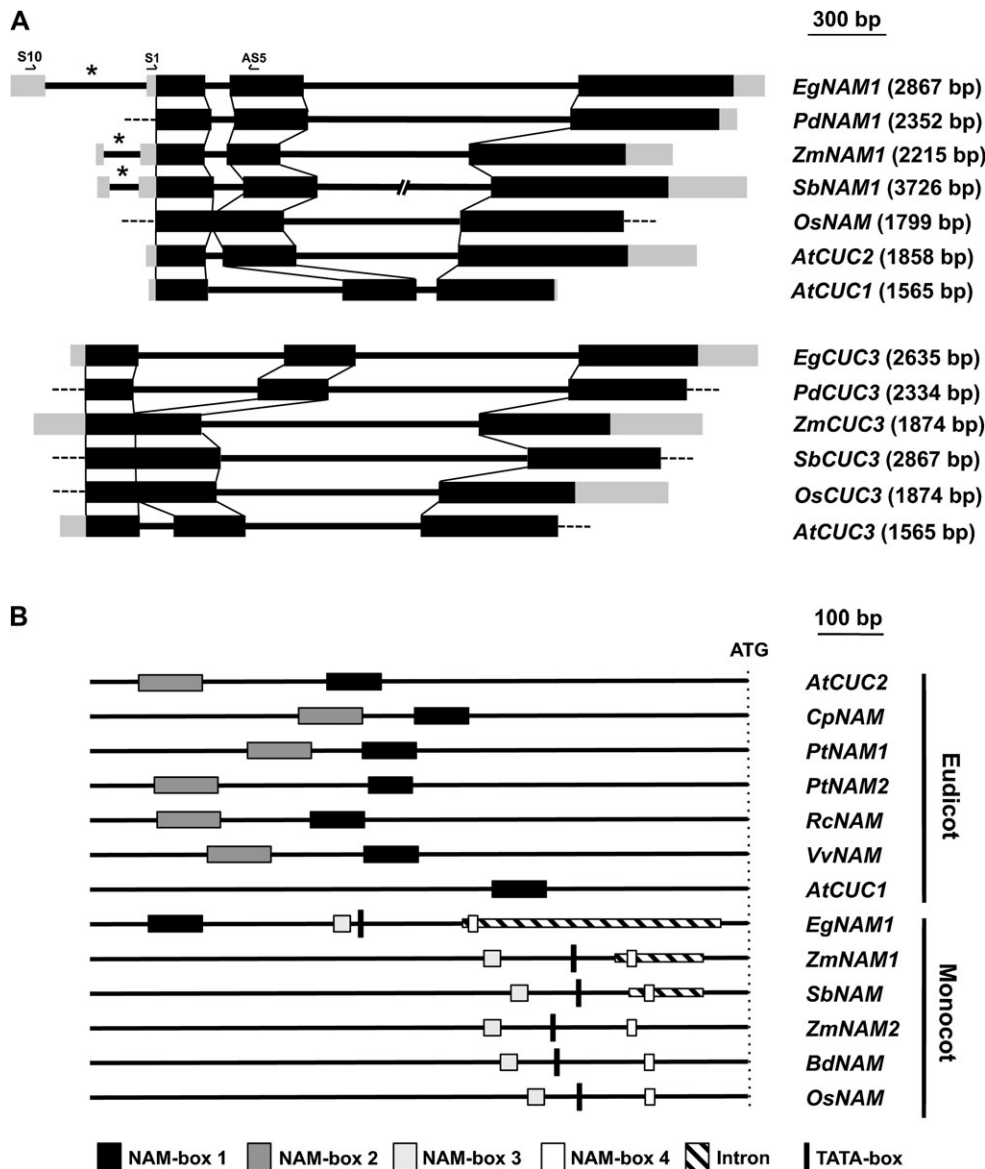 A
300 bp
S10
*
S1
AS5
EgNAM1 (2867 bp)
PdNAM1 (2352 bp)
*
ZmNAM1 (2215 bp)
*
SbNAM1 (3726 bp)
OsNAM (1799 bp)
AtCUC2 (1858 bp)
AtCUC1 (1565 bp)
EgCUC3 (2635 bp)
PdCUC3 (2334 bp)
ZmCUC3 (1874 bp)
SbCUC3 (2867 bp)
OsCUC3 (1874 bp)
AtCUC3 (1565 bp)
B
100 bp
ATG
AtCUC2
CpNAM
PtNAM1
PtNAM2
RcNAM
VvNAM
AtCUC1
Eudicot
EgNAM1
ZmNAM1
SbNAM
ZmNAM2
BdNAM
OsNAM
Monocot
NAM-box 1 NAM-box 2 NAM-box 3 NAM-box 4 Intron TATA-box